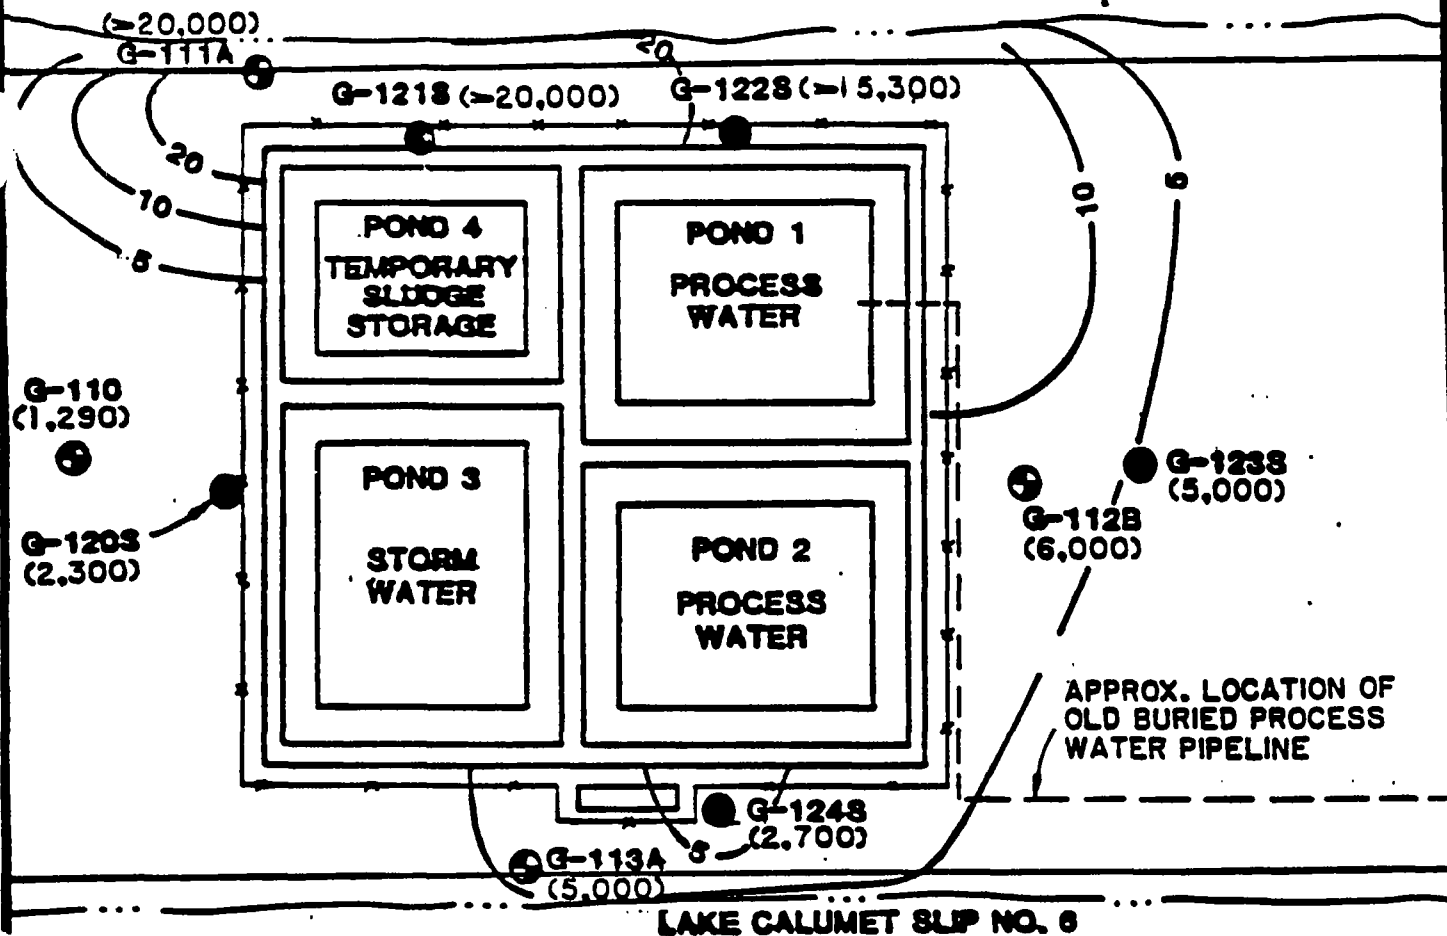 (>20,000)
G-111A
20
G-121S (>20,000)
G-122S (>15,300)
20
10
5
10
5
POND 4
TEMPORARY
SLUDGE
STORAGE
POND 1
PROCESS
WATER
G-110
(1,290)
G-120S
(2,300)
POND 3
STORM
WATER
POND 2
PROCESS
WATER
G-123S
(5,000)
G-112B
(6,000)
APPROX. LOCATION OF
OLD BURIED PROCESS
WATER PIPELINE
G-124S
(2,700)
5
G-113A
(5,000)
LAKE CALUMET SLIP NO. 6